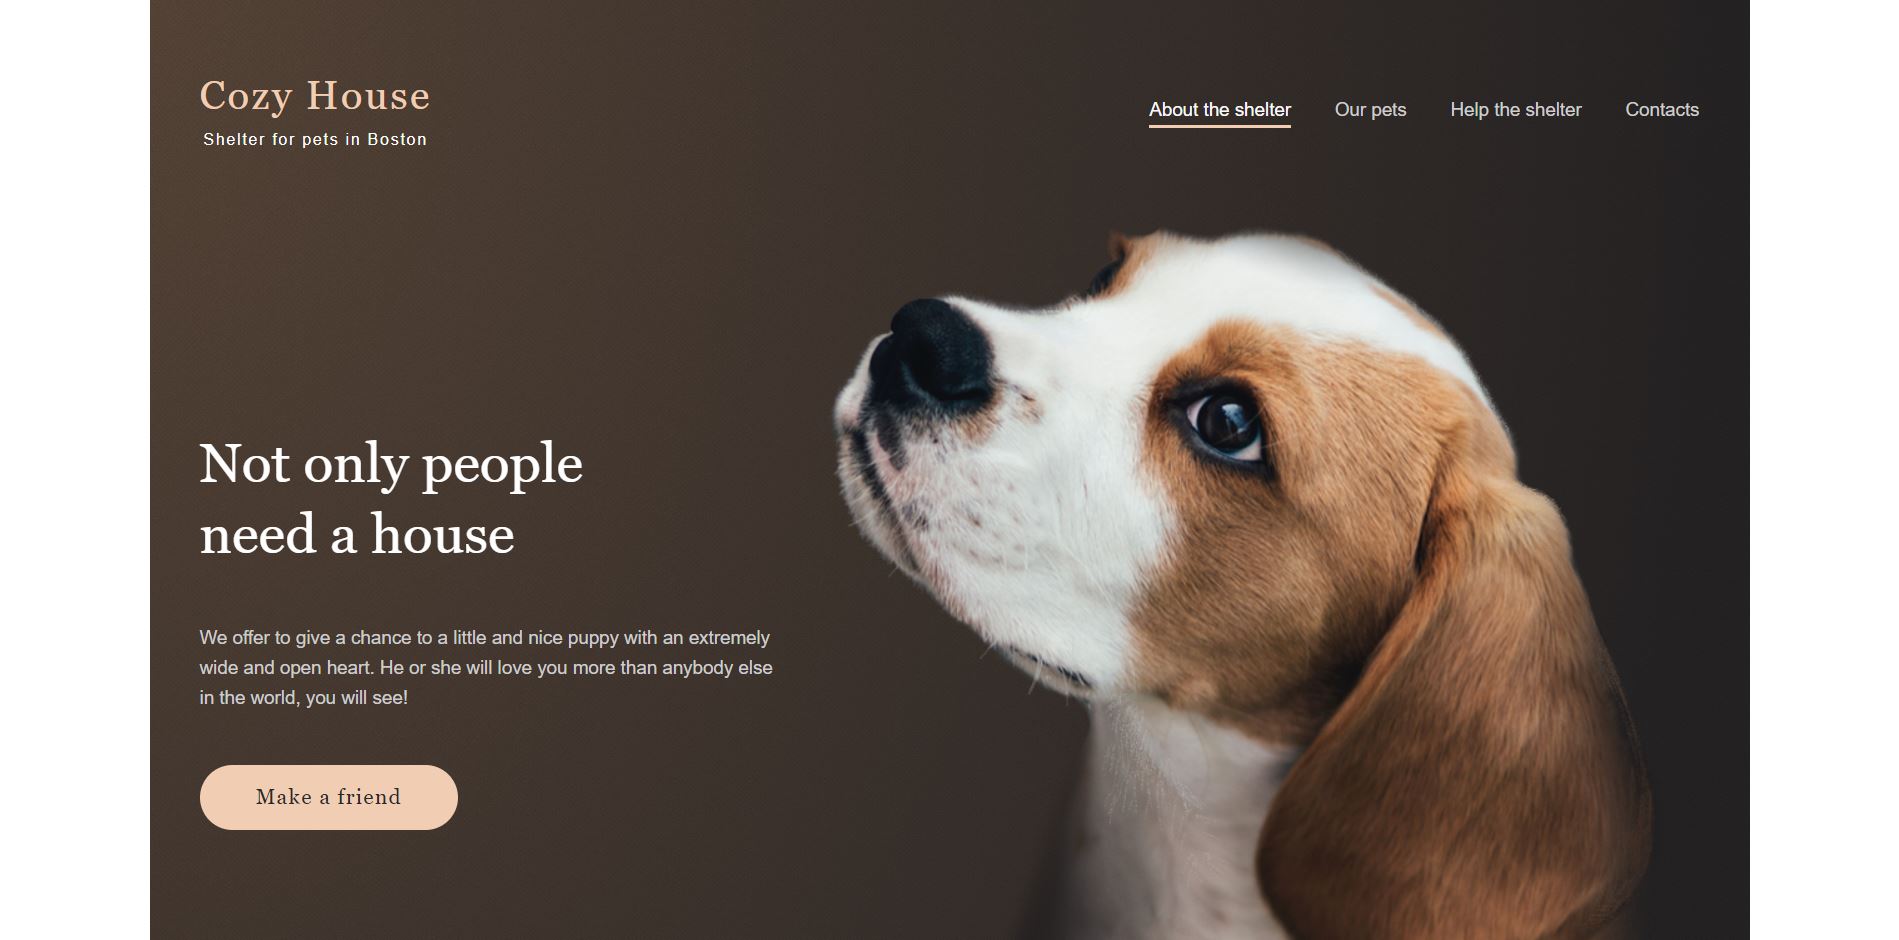 Cozy House
Shelter for pets in Boston
About the shelter
Our pets
Help the shelter
Contacts
Not only people
need a house
We offer to give a chance to a little and nice puppy with an extremely
wide and open heart. He or she will love you more than anybody else
in the world, you will see!
Make a friend